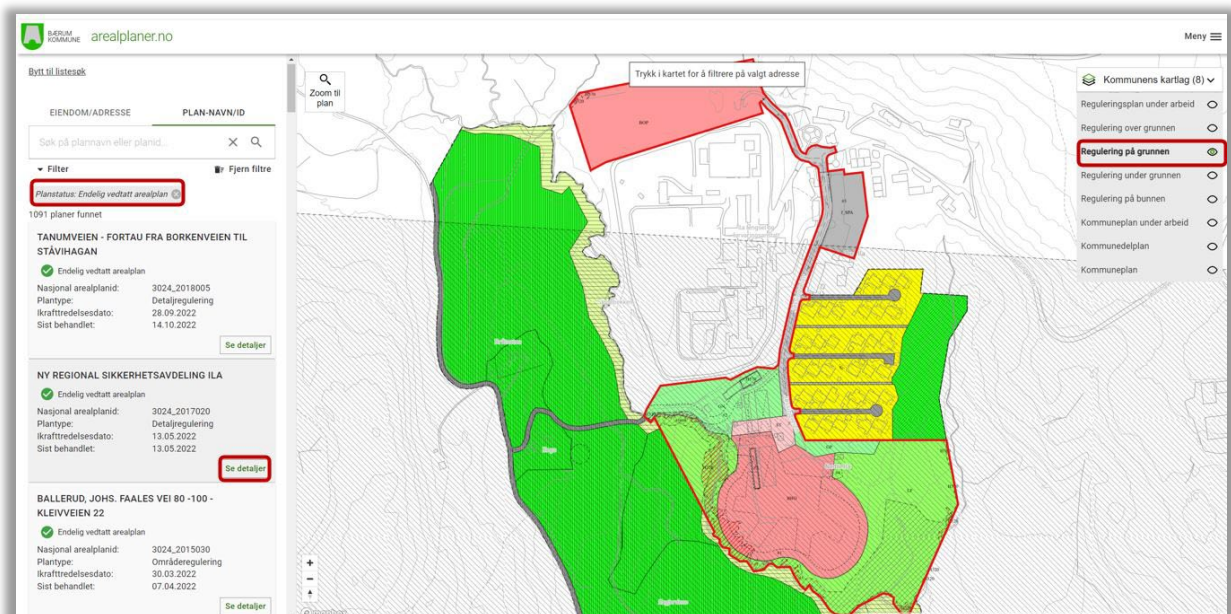 BÆRUM
KOMMUNE
arealplaner.no
Meny
Bytt til listesøk
EIENDOM/ADRESSE
PLAN-NAVN/ID
Søk på plannavn eller planid...
Filter
Fjern filtre
Planstatus: Endelig vedtatt arealplan
1091 planer funnet
TANUMVEIEN - FORTAU FRA BORKENVEIEN TIL
STÅVIHAGAN
Endelig vedtatt arealplan
Nasjonal arealplanid: 3024_2018005
Plantype: Detaljregulering
Ikrafttredelsesdato: 28.09.2022
Sist behandlet: 14.10.2022
Se detaljer
NY REGIONAL SIKKERHETSAVDELING ILA
Endelig vedtatt arealplan
Nasjonal arealplanid: 3024_2017020
Plantype: Detaljregulering
Ikrafttredelsesdato: 13.05.2022
Sist behandlet: 13.05.2022
Se detaljer
BALLERUD, JOHS. FAALES VEI 80 -100 -
KLEIVVEIEN 22
Endelig vedtatt arealplan
Nasjonal arealplanid: 3024_2015030
Plantype: Områderegulering
Ikrafttredelsesdato: 30.03.2022
Sist behandlet: 07.04.2022
Se detaljer
Zoom til
plan
Trykk i kartet for å filtrere på valgt adresse
Kommunens kartlag (8)
Reguleringsplan under arbeid
Regulering over grunnen
Regulering på grunnen
Regulering under grunnen
Regulering på bunnen
Kommuneplan under arbeid
Kommunedelplan
Kommuneplan